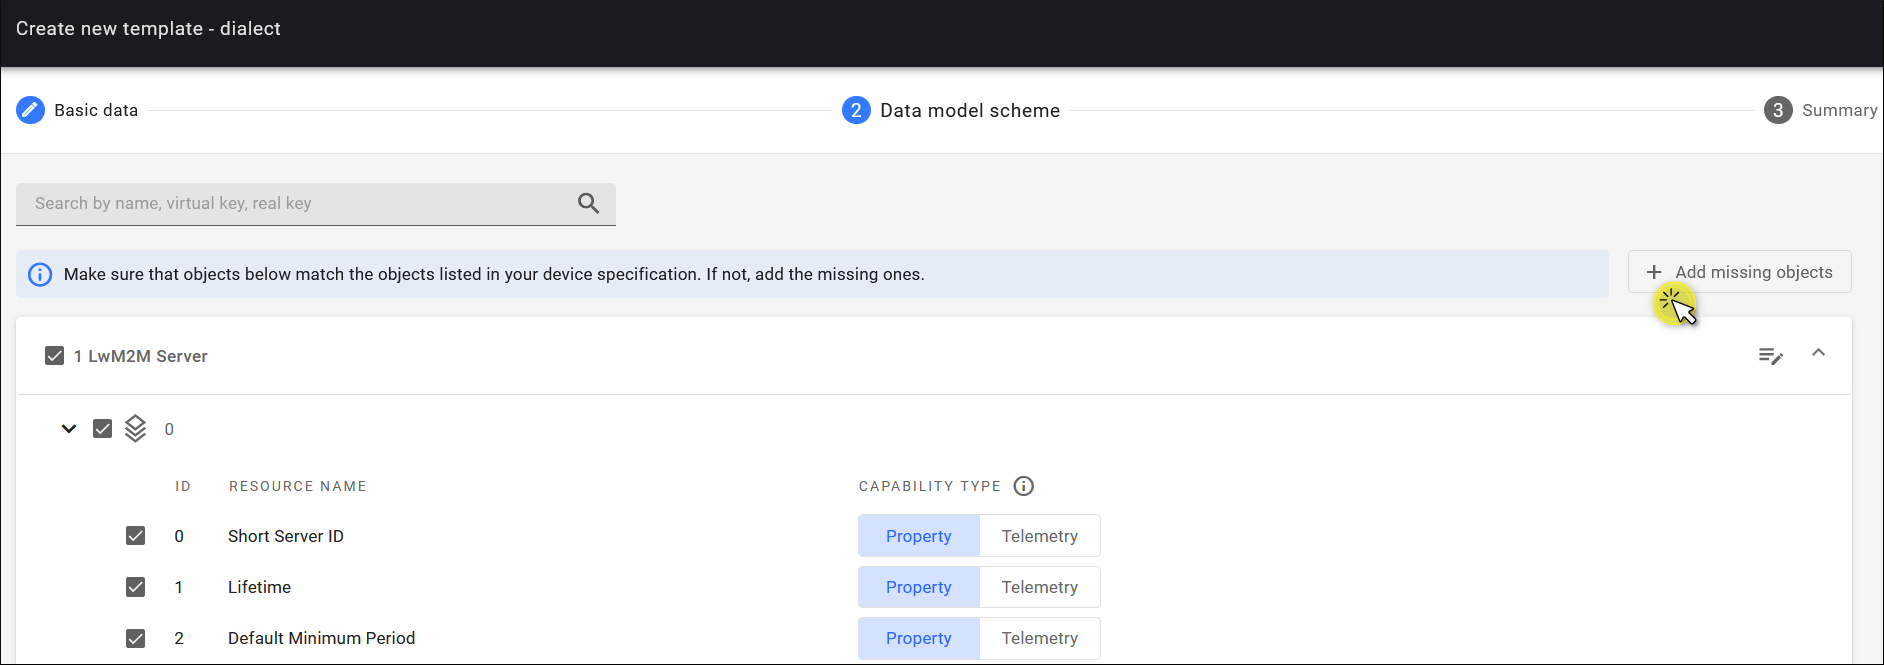 Create new template - dialect
Basic data
2 Data model scheme
3 Summary
Search by name, virtual key, real key
Make sure that objects below match the objects listed in your device specification. If not, add the missing ones.
+ Add missing objects
1 LwM2M Server
0
ID RESOURCE NAME CAPABILITY TYPE
0 Short Server ID Property Telemetry
1 Lifetime Property Telemetry
2 Default Minimum Period Property Telemetry